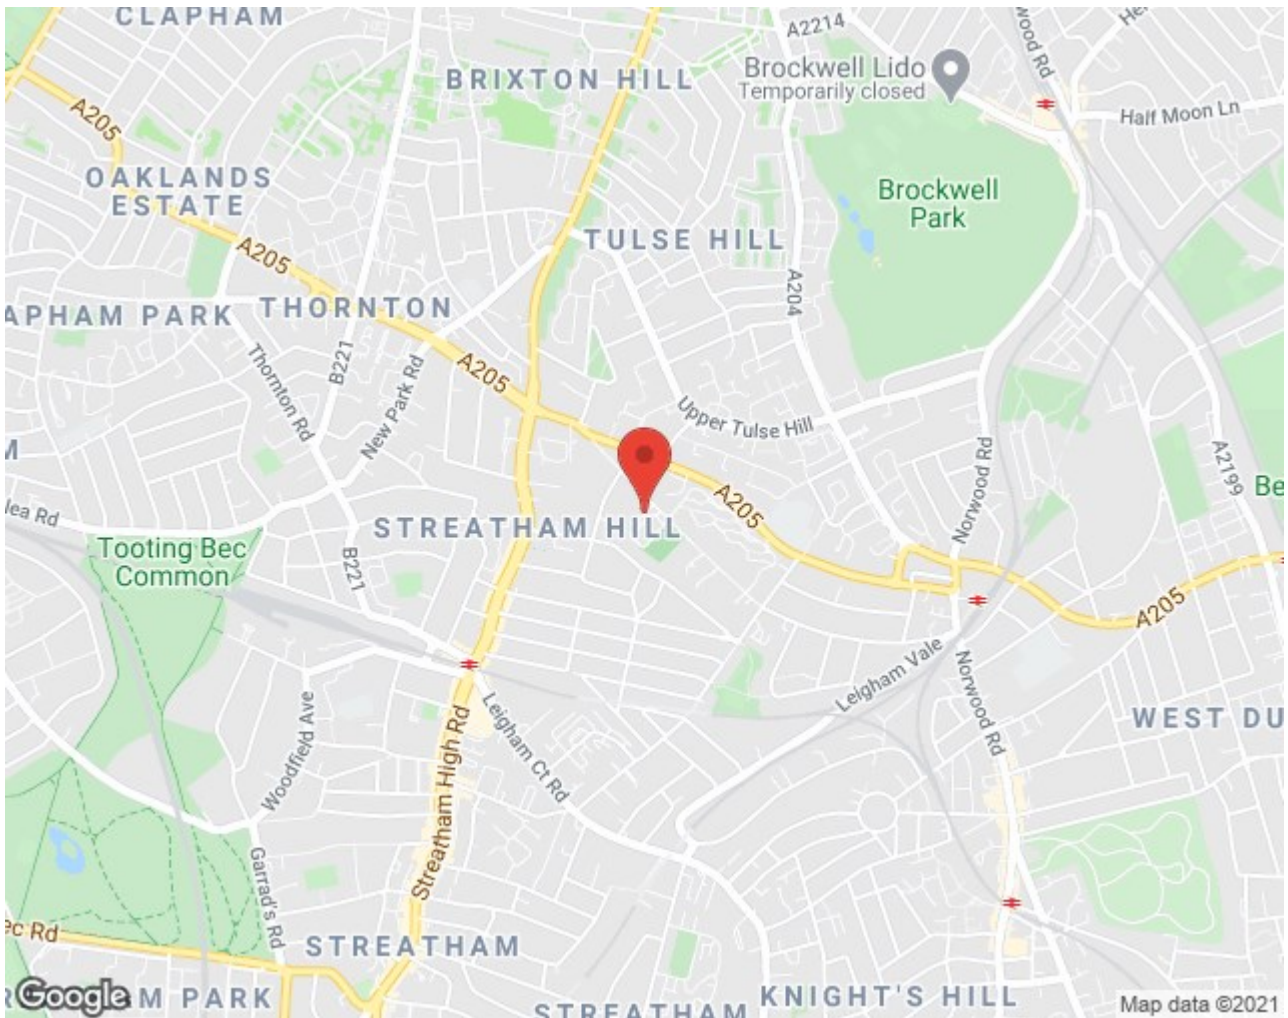 CLAPHAM
A2214
Norwood Rd
BRIXTON HILL
Brockwell Lido
Temporarily closed
Half Moon Ln
A205
OAKLANDS
ESTATE
Brockwell
Park
TULSE HILL
A205
A204
THORNTON
APHAM PARK
B221
Thornton Rd
New Park Rd
A205
Upper Tulse Hill
Norwood Rd
A2199
Be
A205
STREATHAM HILL
lea Rd
Tooting Bec
Common
B221
A205
Leigham Vale
Norwood Rd
WEST DU
Woodfield Ave
Streatham High Rd
Leigham Ct Rd
Garrad's Rd
ec Rd
STREATHAM
M PARK
STREATHAM
KNIGHT'S HILL
Google
Map data ©2021